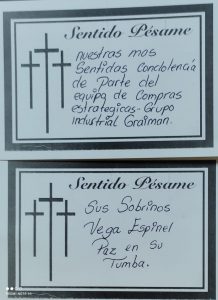 Sentido Pésame
nuestras mas
Sentidas Condolencia
de Parte del
equipo de Compras
estrategicas - Grupo
industrial Graiman.
Sentido Pésame
Sus Sobrinos
Vega Espinel
Paz en su
Tumba.